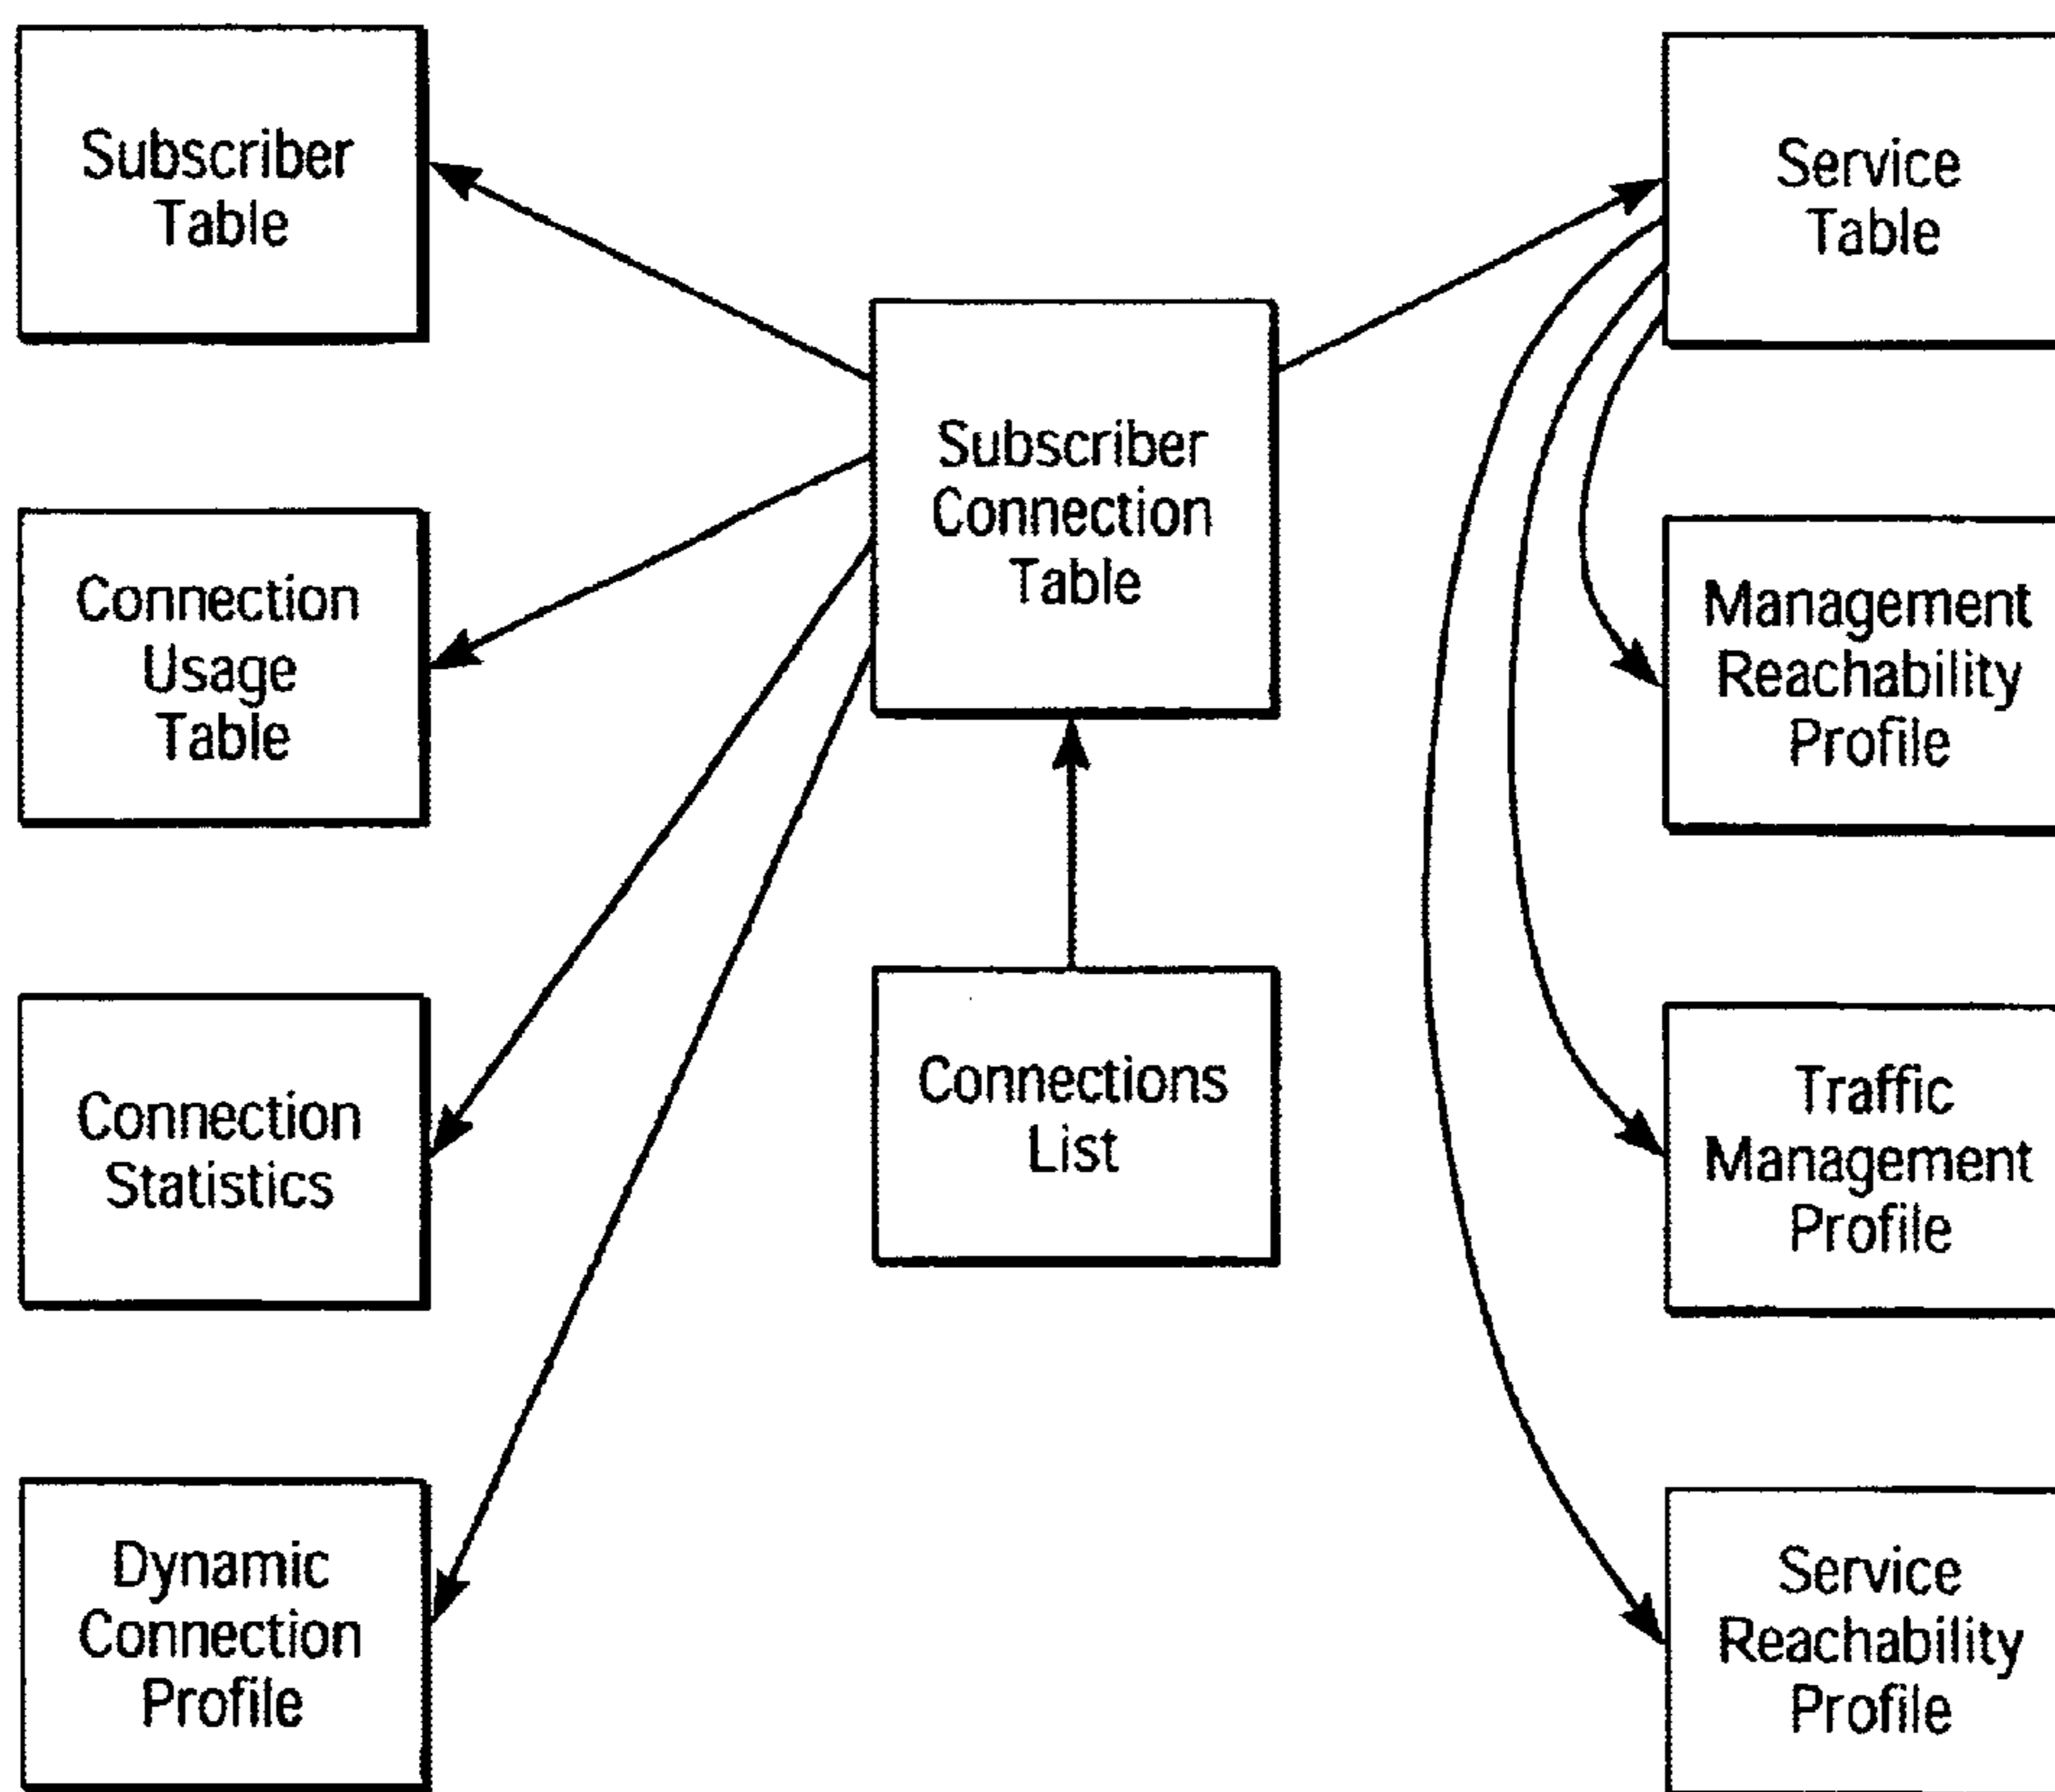 Subscriber
Table
Connection
Usage
Table
Connection
Statistics
Dynamic
Connection
Profile
Subscriber
Connection
Table
Connections
List
Service
Table
Management
Reachability
Profile
Traffic
Management
Profile
Service
Reachability
Profile